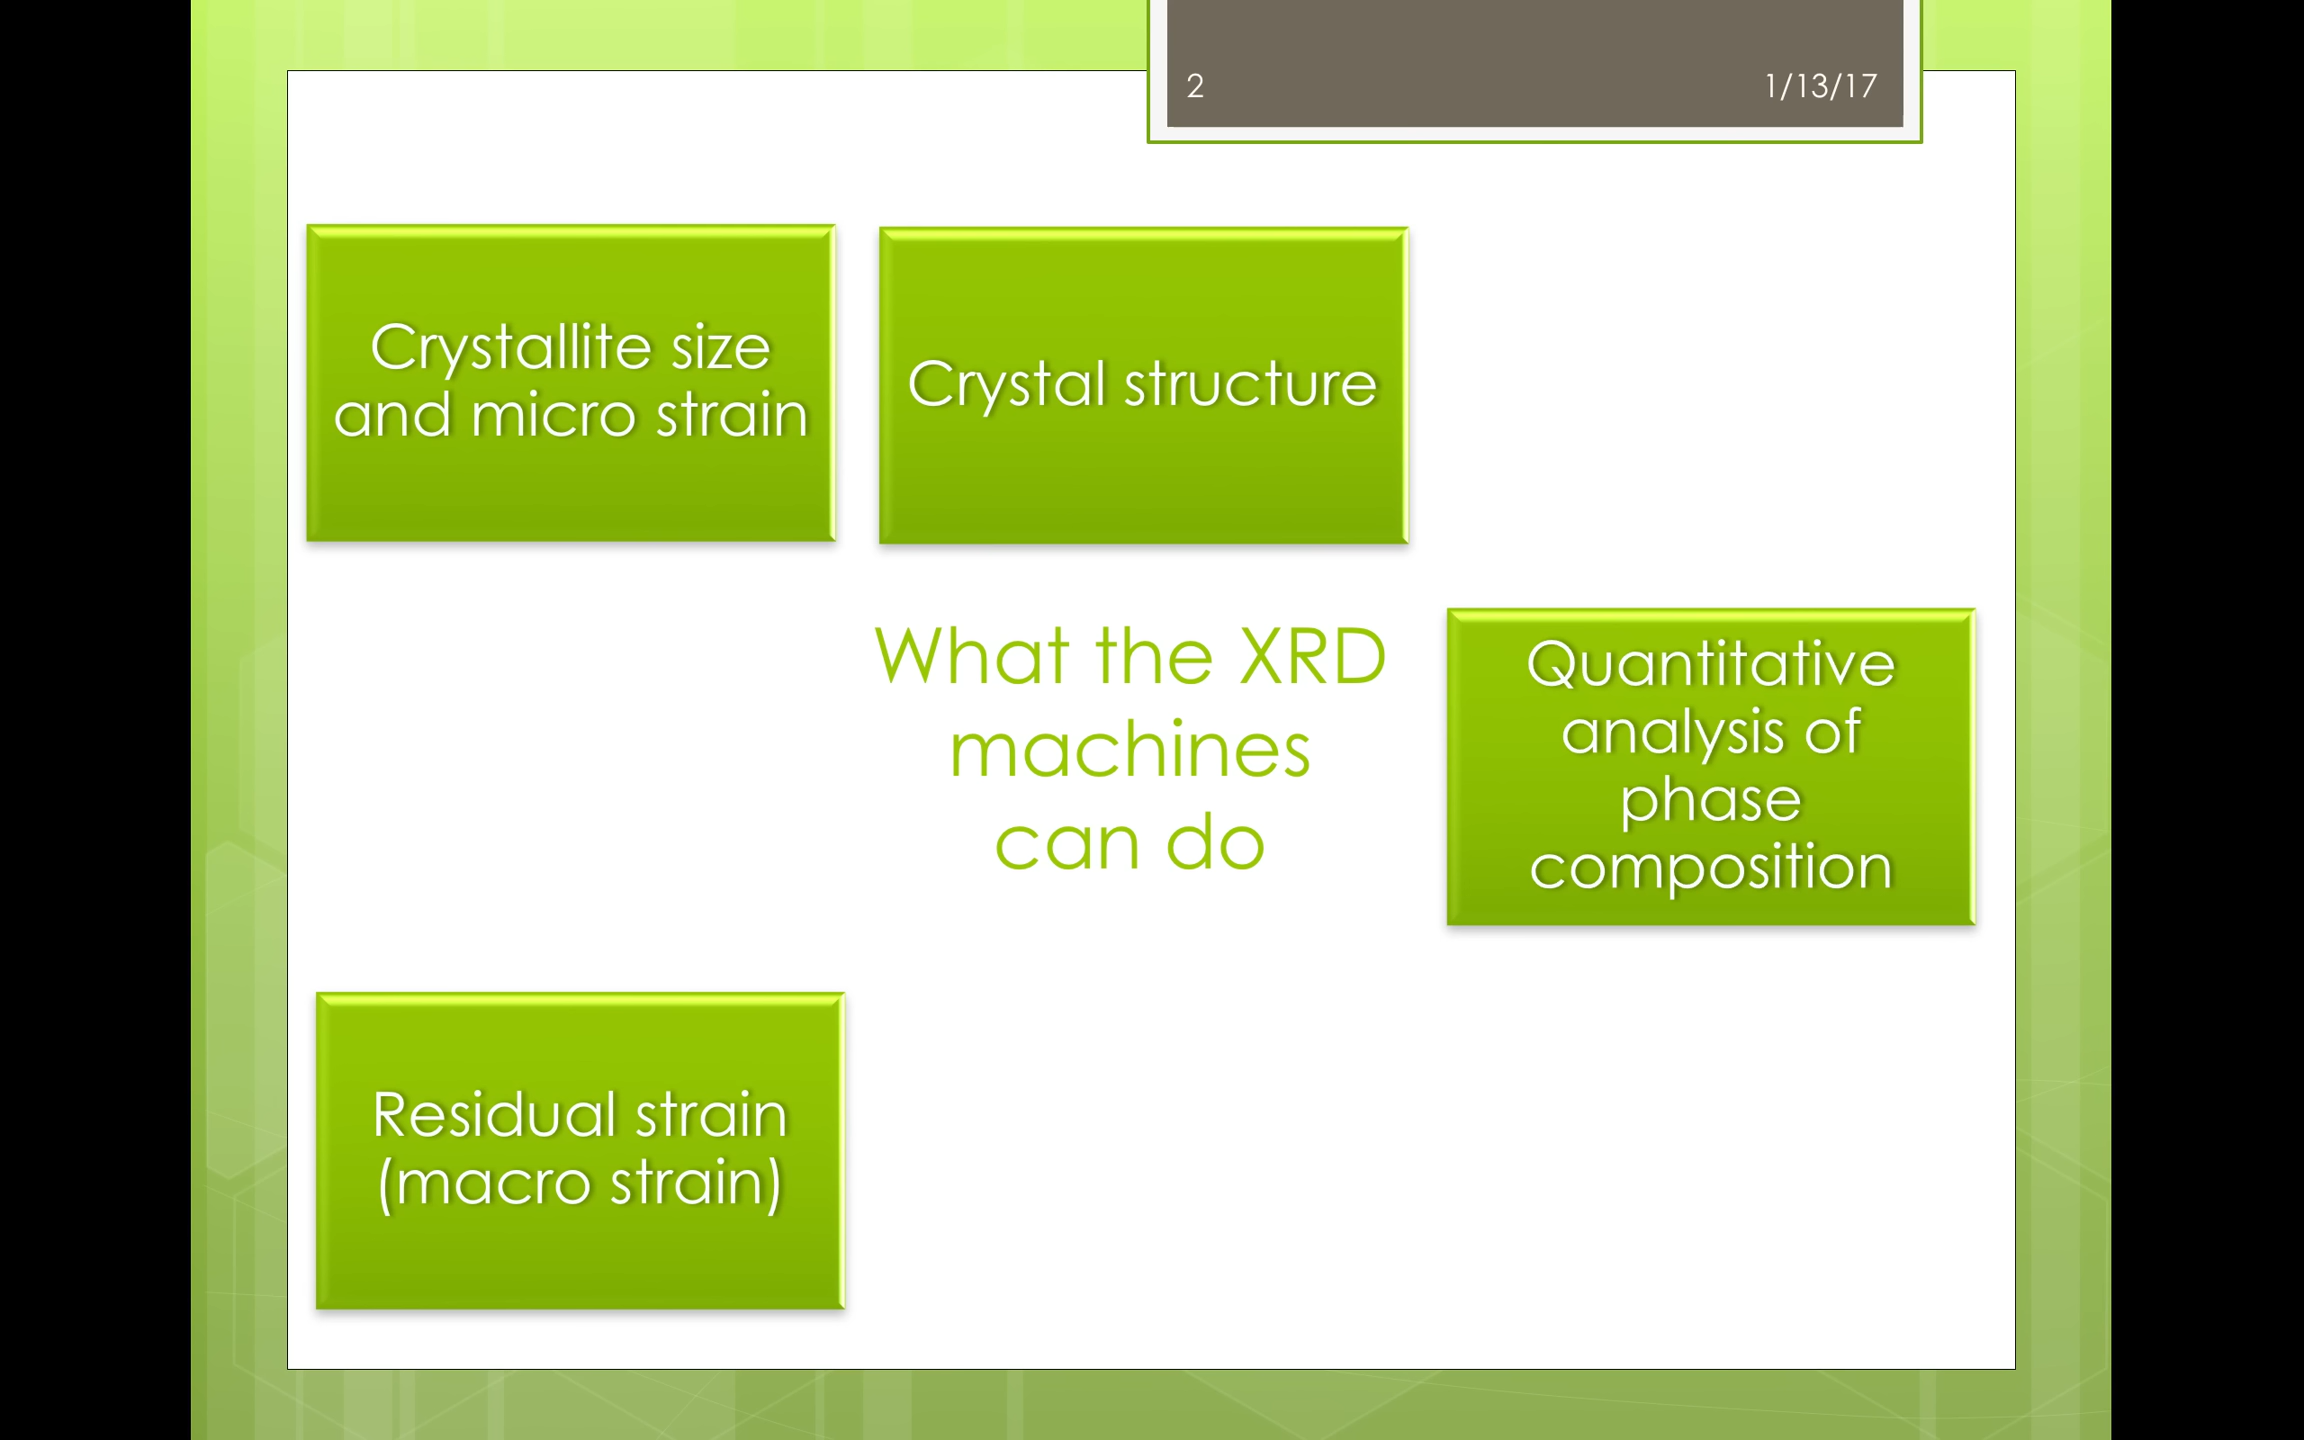 2
1/13/17
Crystallite size
and micro strain
Crystal structure
What the XRD
machines
can do
Quantitative
analysis of
phase
composition
Residual strain
(macro strain)